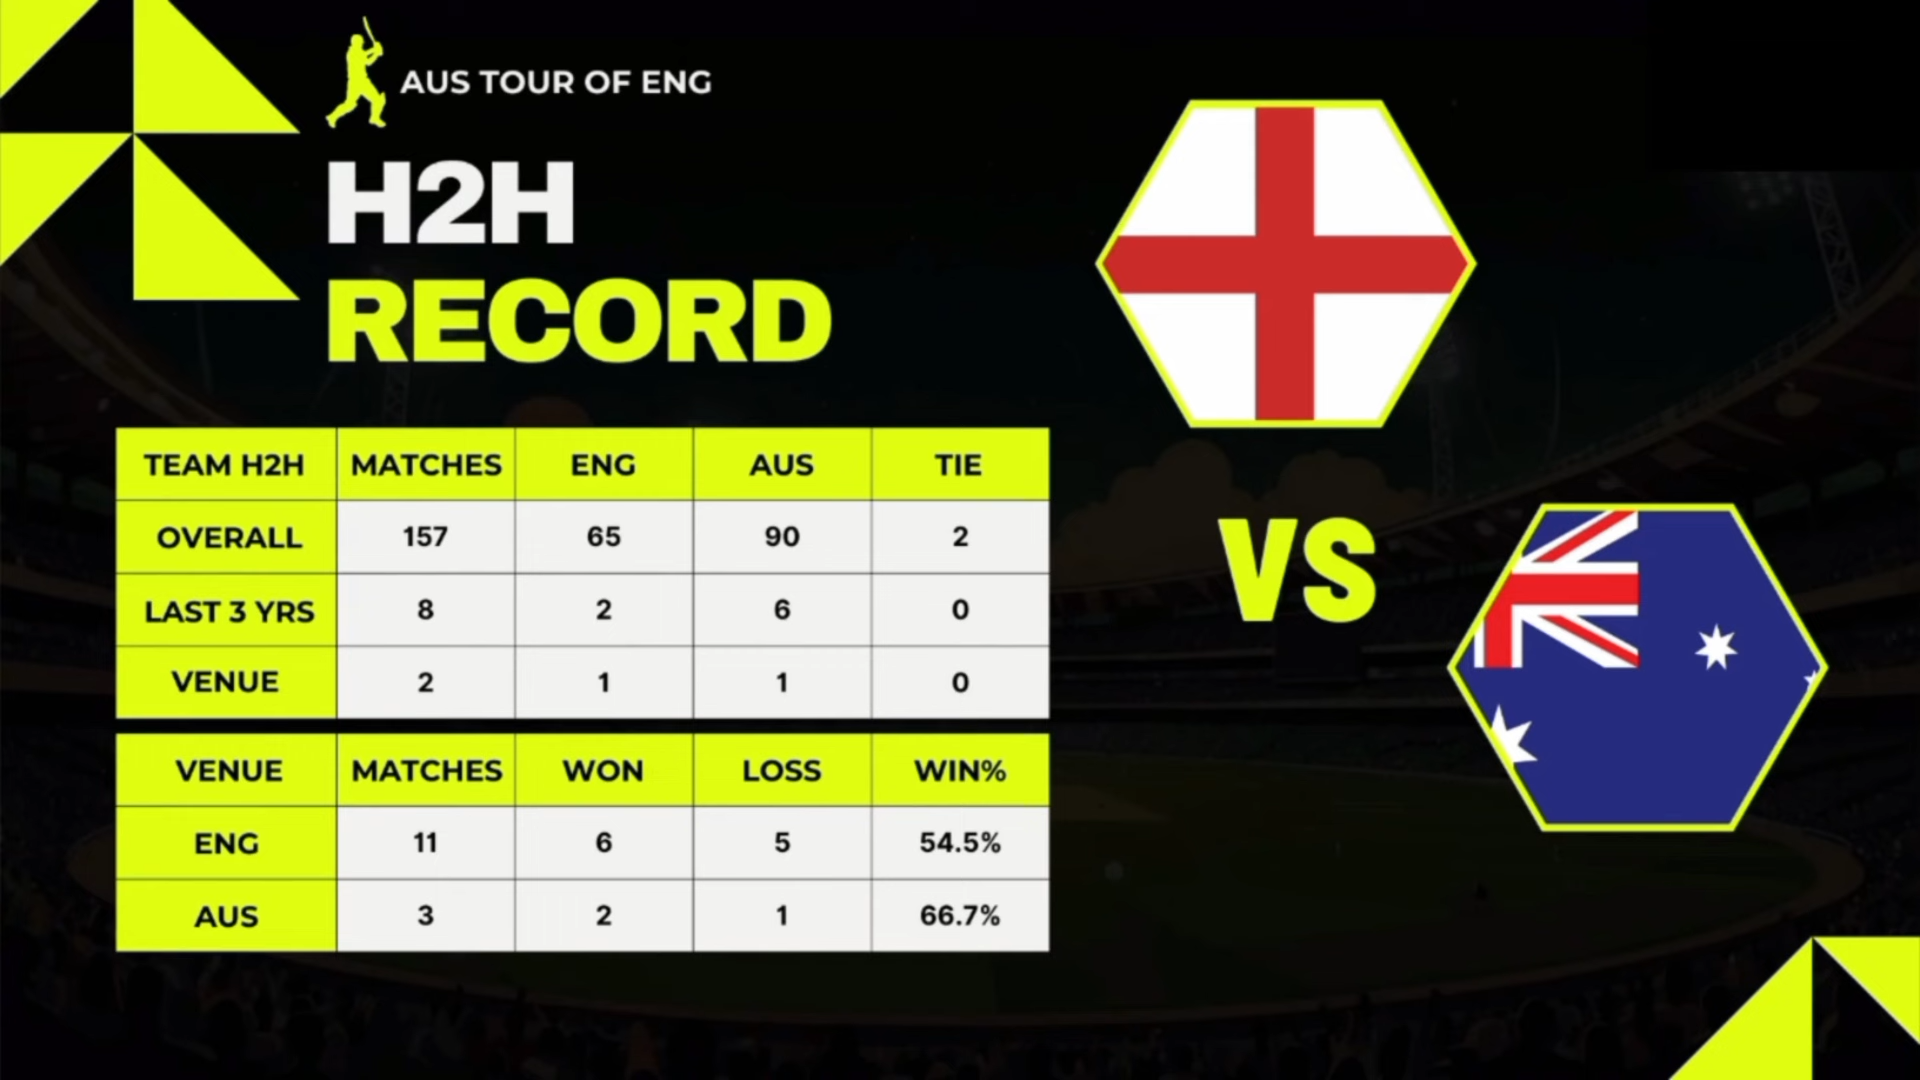 AUS TOUR OF ENG
H2H
RECORD
TEAM H2H MATCHES ENG AUS TIE
OVERALL 157 65 90 2
LAST 3 YRS 8 2 6 0
VENUE 2 1 1 0
VENUE MATCHES WON LOSS WIN%
ENG 11 6 5 54.5%
AUS 3 2 1 66.7%
VS